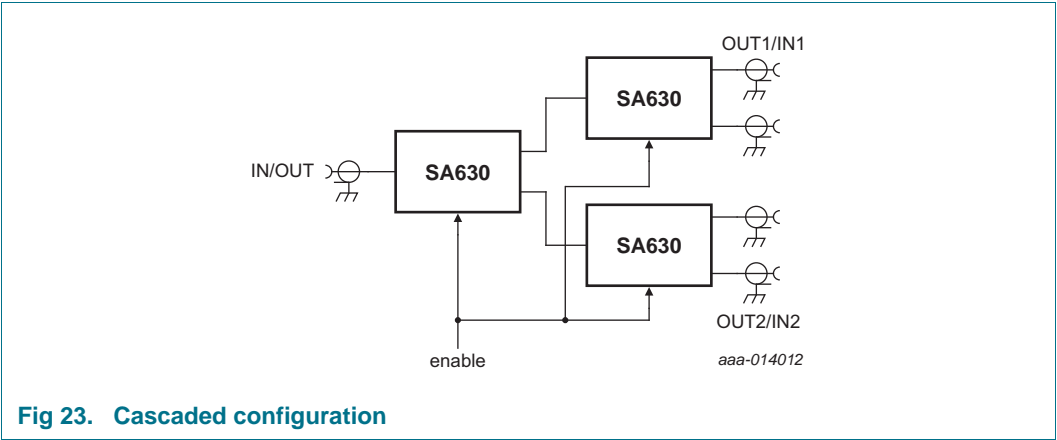 OUT1/IN1
SA630
IN/OUT
SA630
SA630
OUT2/IN2
enable
aaa-014012
Fig 23. Cascaded configuration